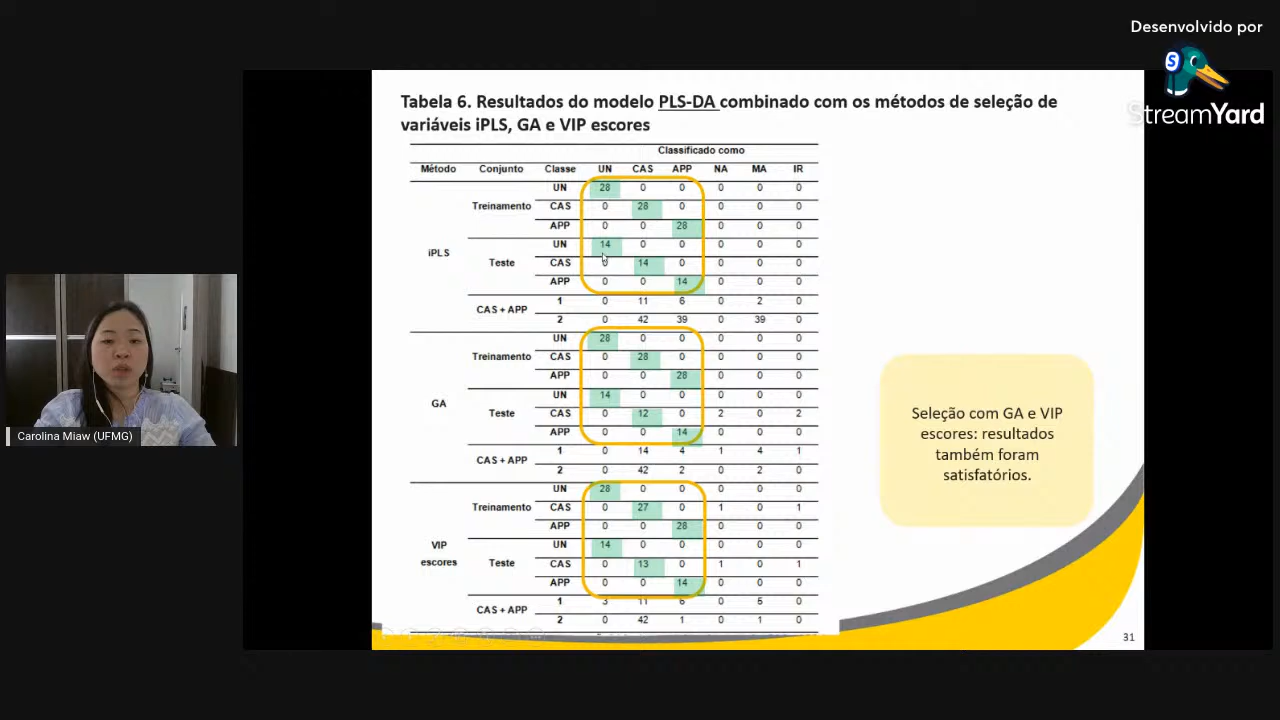 Desenvolvido por
StreamYard
Tabela 6. Resultados do modelo PLS-DA combinado com os métodos de seleção de
variáveis iPLS, GA e VIP escores
Classificado como
Método Conjunto Classe UN CAS APP NA MA IR
UN 28 0 0 0 0 0
Treinamento CAS 0 28 0 0 0 0
APP 0 0 28 0 0 0
UN 14 0 0 0 0 0
iPLS
Teste CAS 0 14 0 0 0 0
APP 0 0 14 0 0 0
1 0 11 6 0 2 0
CAS + APP
2 0 42 39 0 39 0
UN 28 0 0 0 0 0
Treinamento CAS 0 28 0 0 0 0
APP 0 0 28 0 0 0
UN 14 0 0 0 0 0
GA
Teste CAS 0 12 0 2 0 2
APP 0 0 14 0 0 0
1 0 14 4 1 4 1
CAS + APP
2 0 42 2 0 2 0
UN 28 0 0 0 0 0
Treinamento CAS 0 27 0 1 0 1
APP 0 0 28 0 0 0
VIP
escores
UN 14 0 0 0 0 0
Teste CAS 0 13 0 1 0 1
APP 0 0 14 0 0 0
1 3 11 6 0 5 0
CAS + APP
2 0 42 1 0 1 0
Seleção com GA e VIP
escores: resultados
também foram
satisfatórios.
31
Carolina Miaw (UFMG)